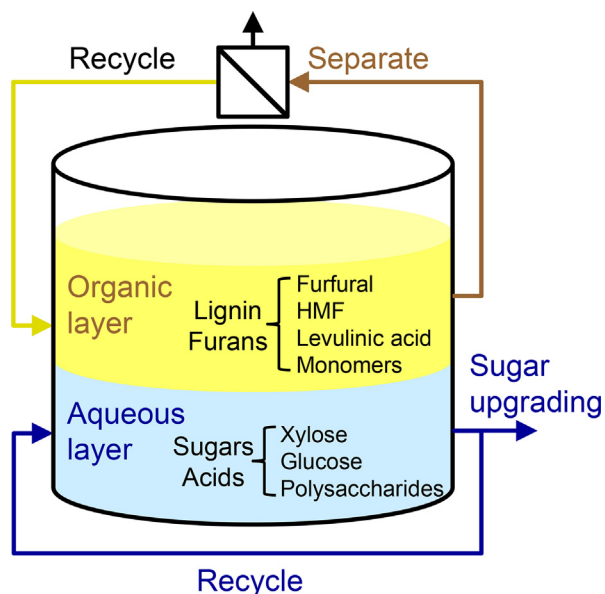 Recycle
Separate
Organic
layer
Lignin
Furans
Furfural
HMF
Levulinic acid
Monomers
Sugar
upgrading
Aqueous
layer
Sugars
Acids
Xylose
Glucose
Polysaccharides
Recycle